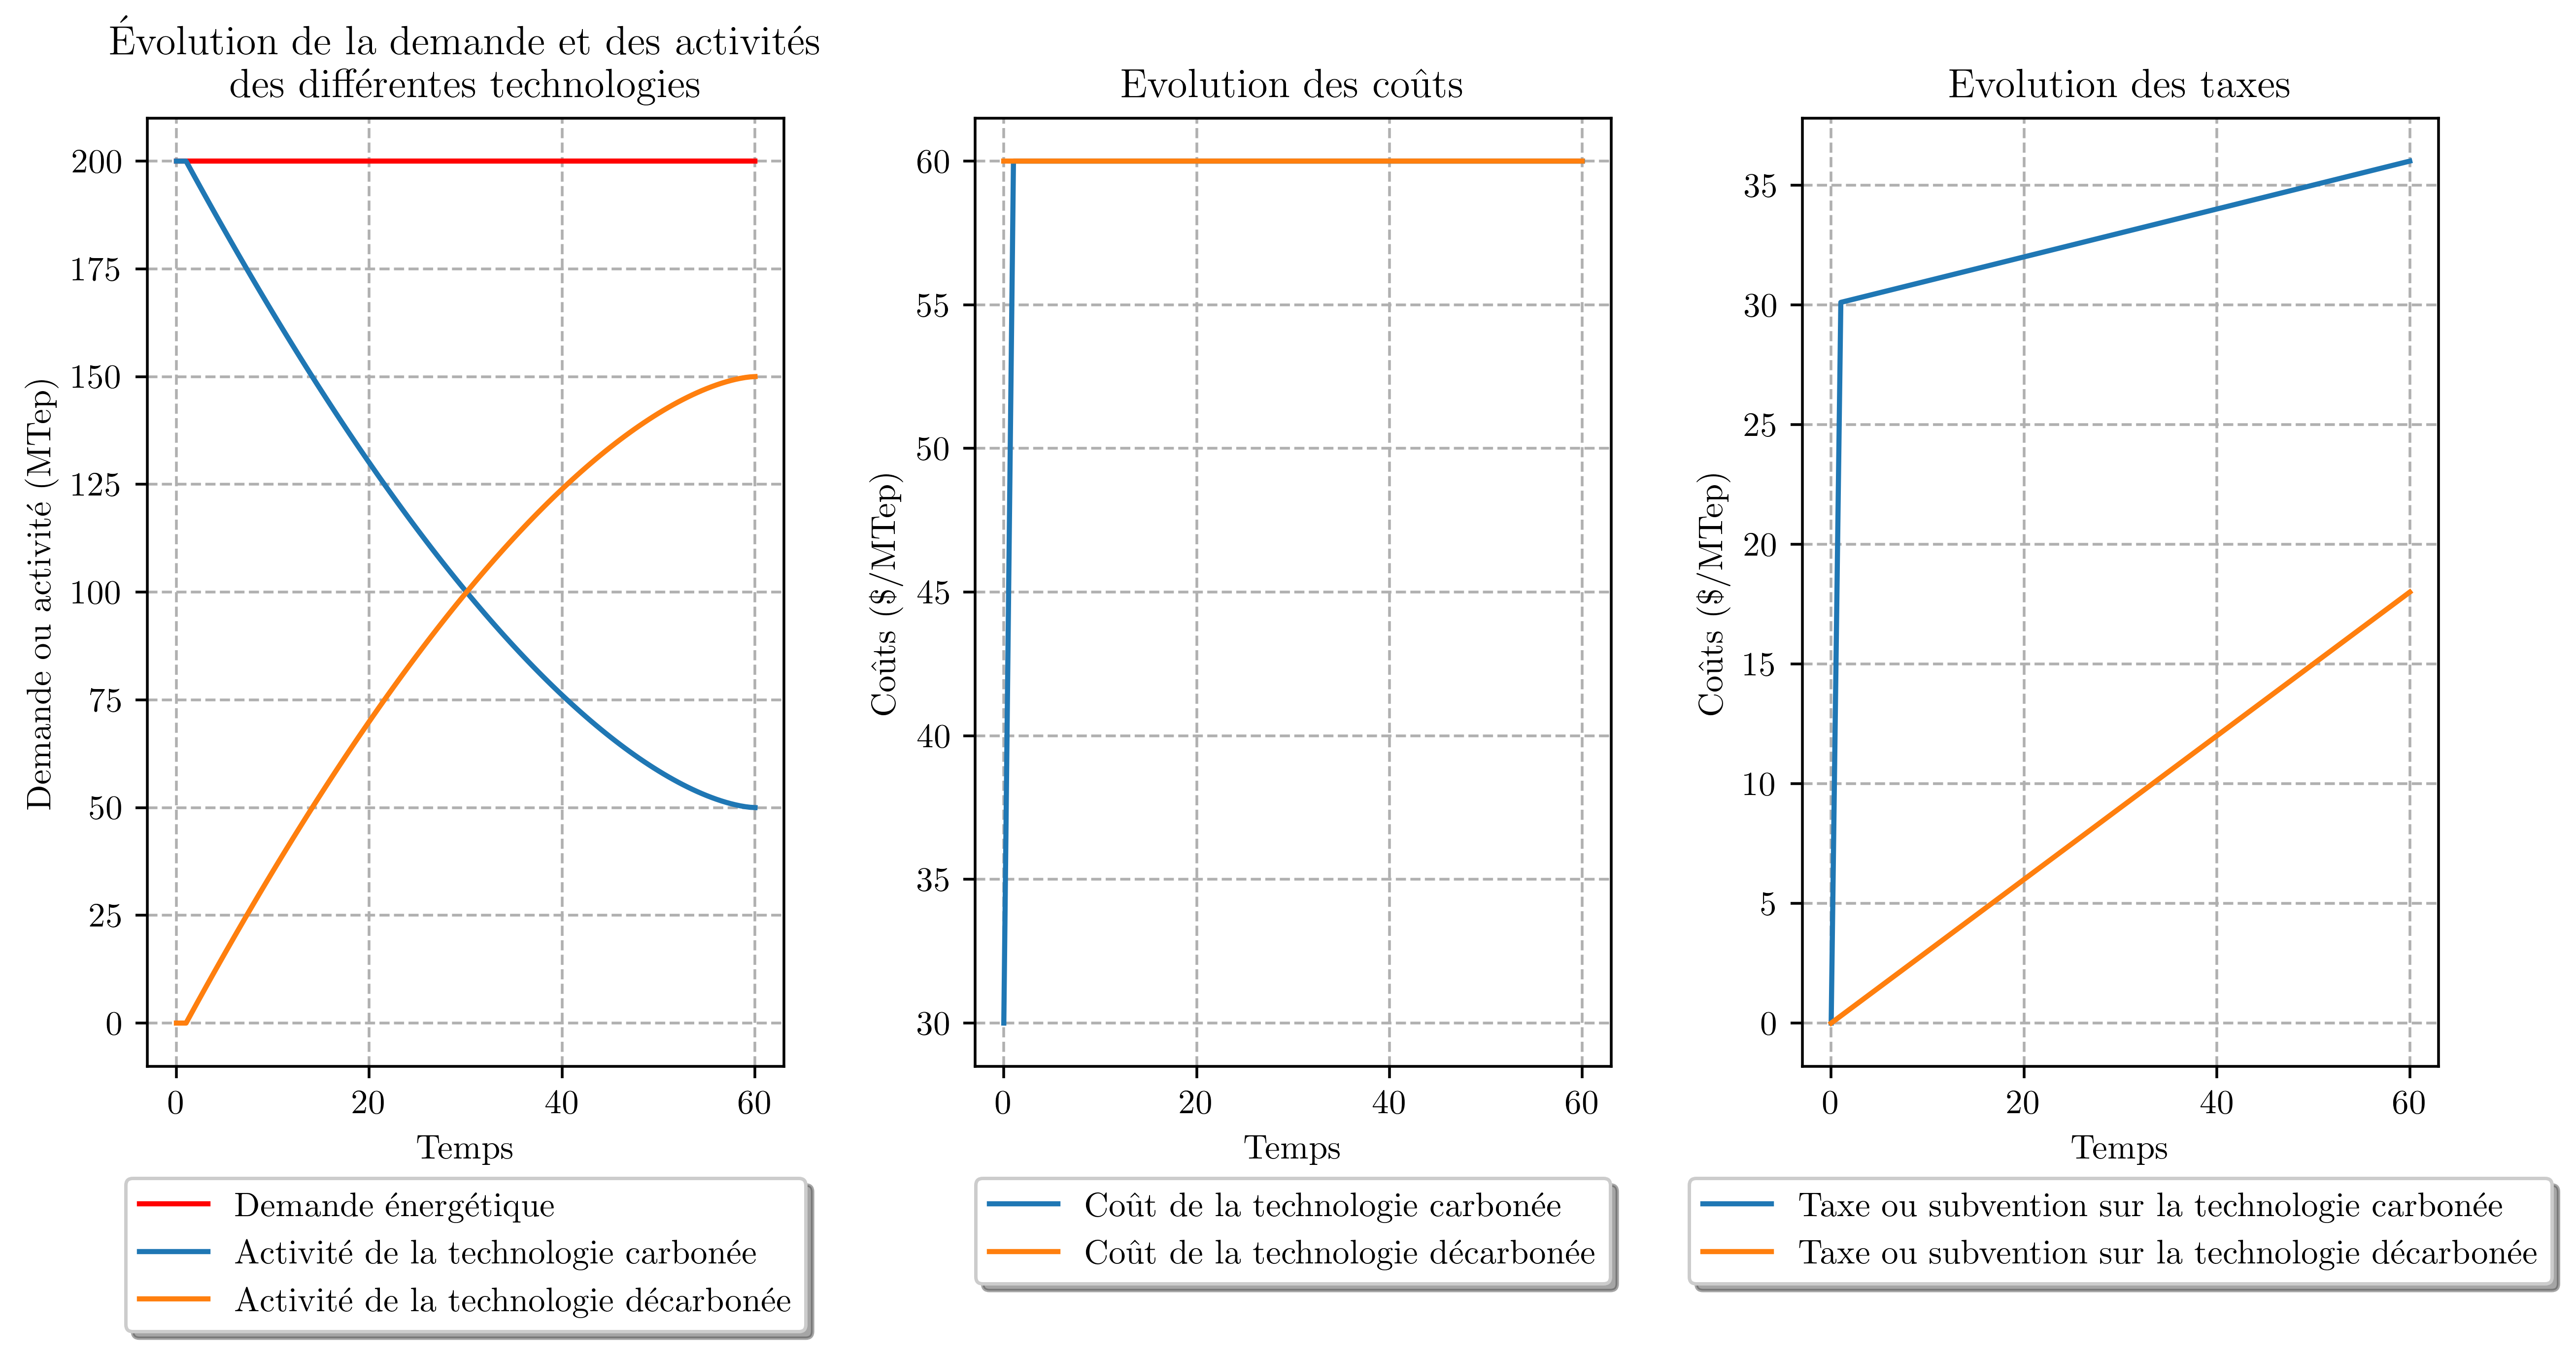 Évolution de la demande et des activités
des différentes technologies
Demande ou activité (MTep)
200
175
150
125
100
75
50
25
0
0 20 40 60
Temps
Demande énergétique
Activité de la technologie carbonée
Activité de la technologie décarbonée
Evolution des coûts
Coûts ($/MTep)
60
55
50
45
40
35
30
0 20 40 60
Temps
Coût de la technologie carbonée
Coût de la technologie décarbonée
Evolution des taxes
Coûts ($/MTep)
35
30
25
20
15
10
5
0
0 20 40 60
Temps
Taxe ou subvention sur la technologie carbonée
Taxe ou subvention sur la technologie décarbonée